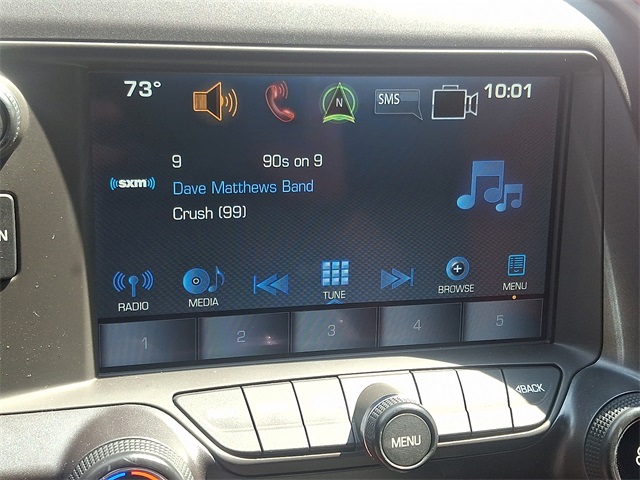 73°
N
SMS
10:01
9 90s on 9
((sxm))
Dave Matthews Band
Crush (99)
RADIO
MEDIA
TUNE
BROWSE
MENU
1
2
3
4
5
N
4BACK
MENU